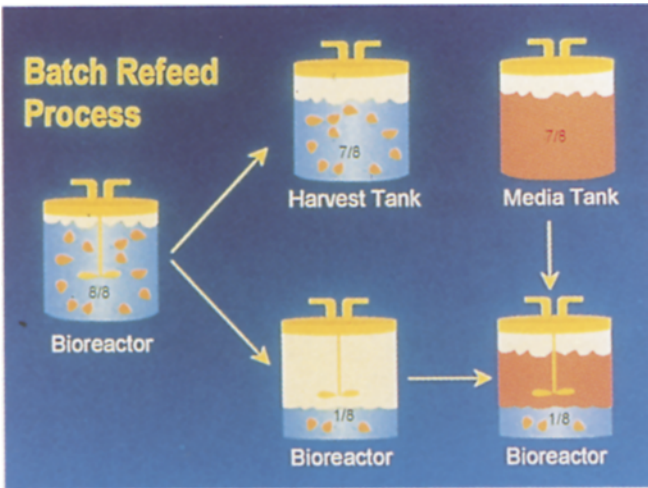 Batch Refeed
Process
7/8
Harvest Tank
7/8
Media Tank
8/8
Bioreactor
1/8
Bioreactor
1/8
Bioreactor